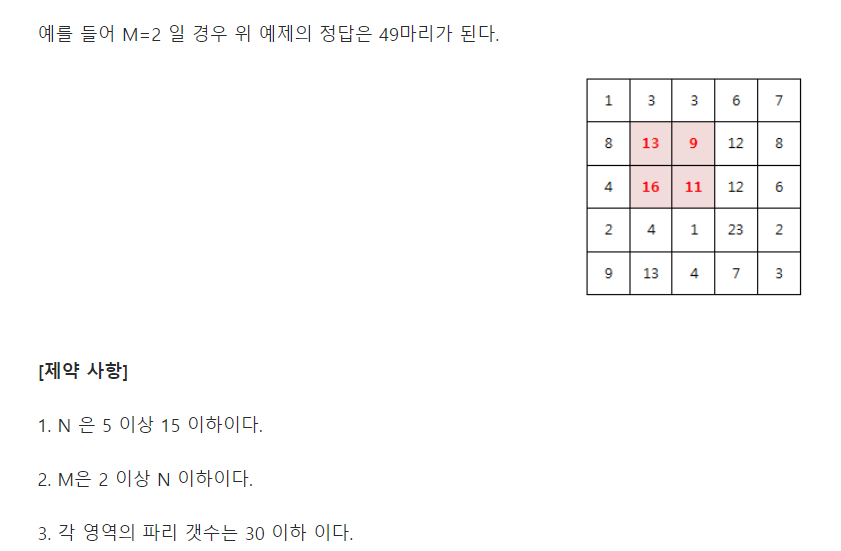 예를 들어 M=2 일 경우 위 예제의 정답은 49마리가 된다.
1 3 3 6 7
8 13 9 12 8
4 16 11 12 6
2 4 1 23 2
9 13 4 7 3
[제약 사항]
1. N 은 5 이상 15 이하이다.
2. M은 2 이상 N 이하이다.
3. 각 영역의 파리 갯수는 30 이하 이다.